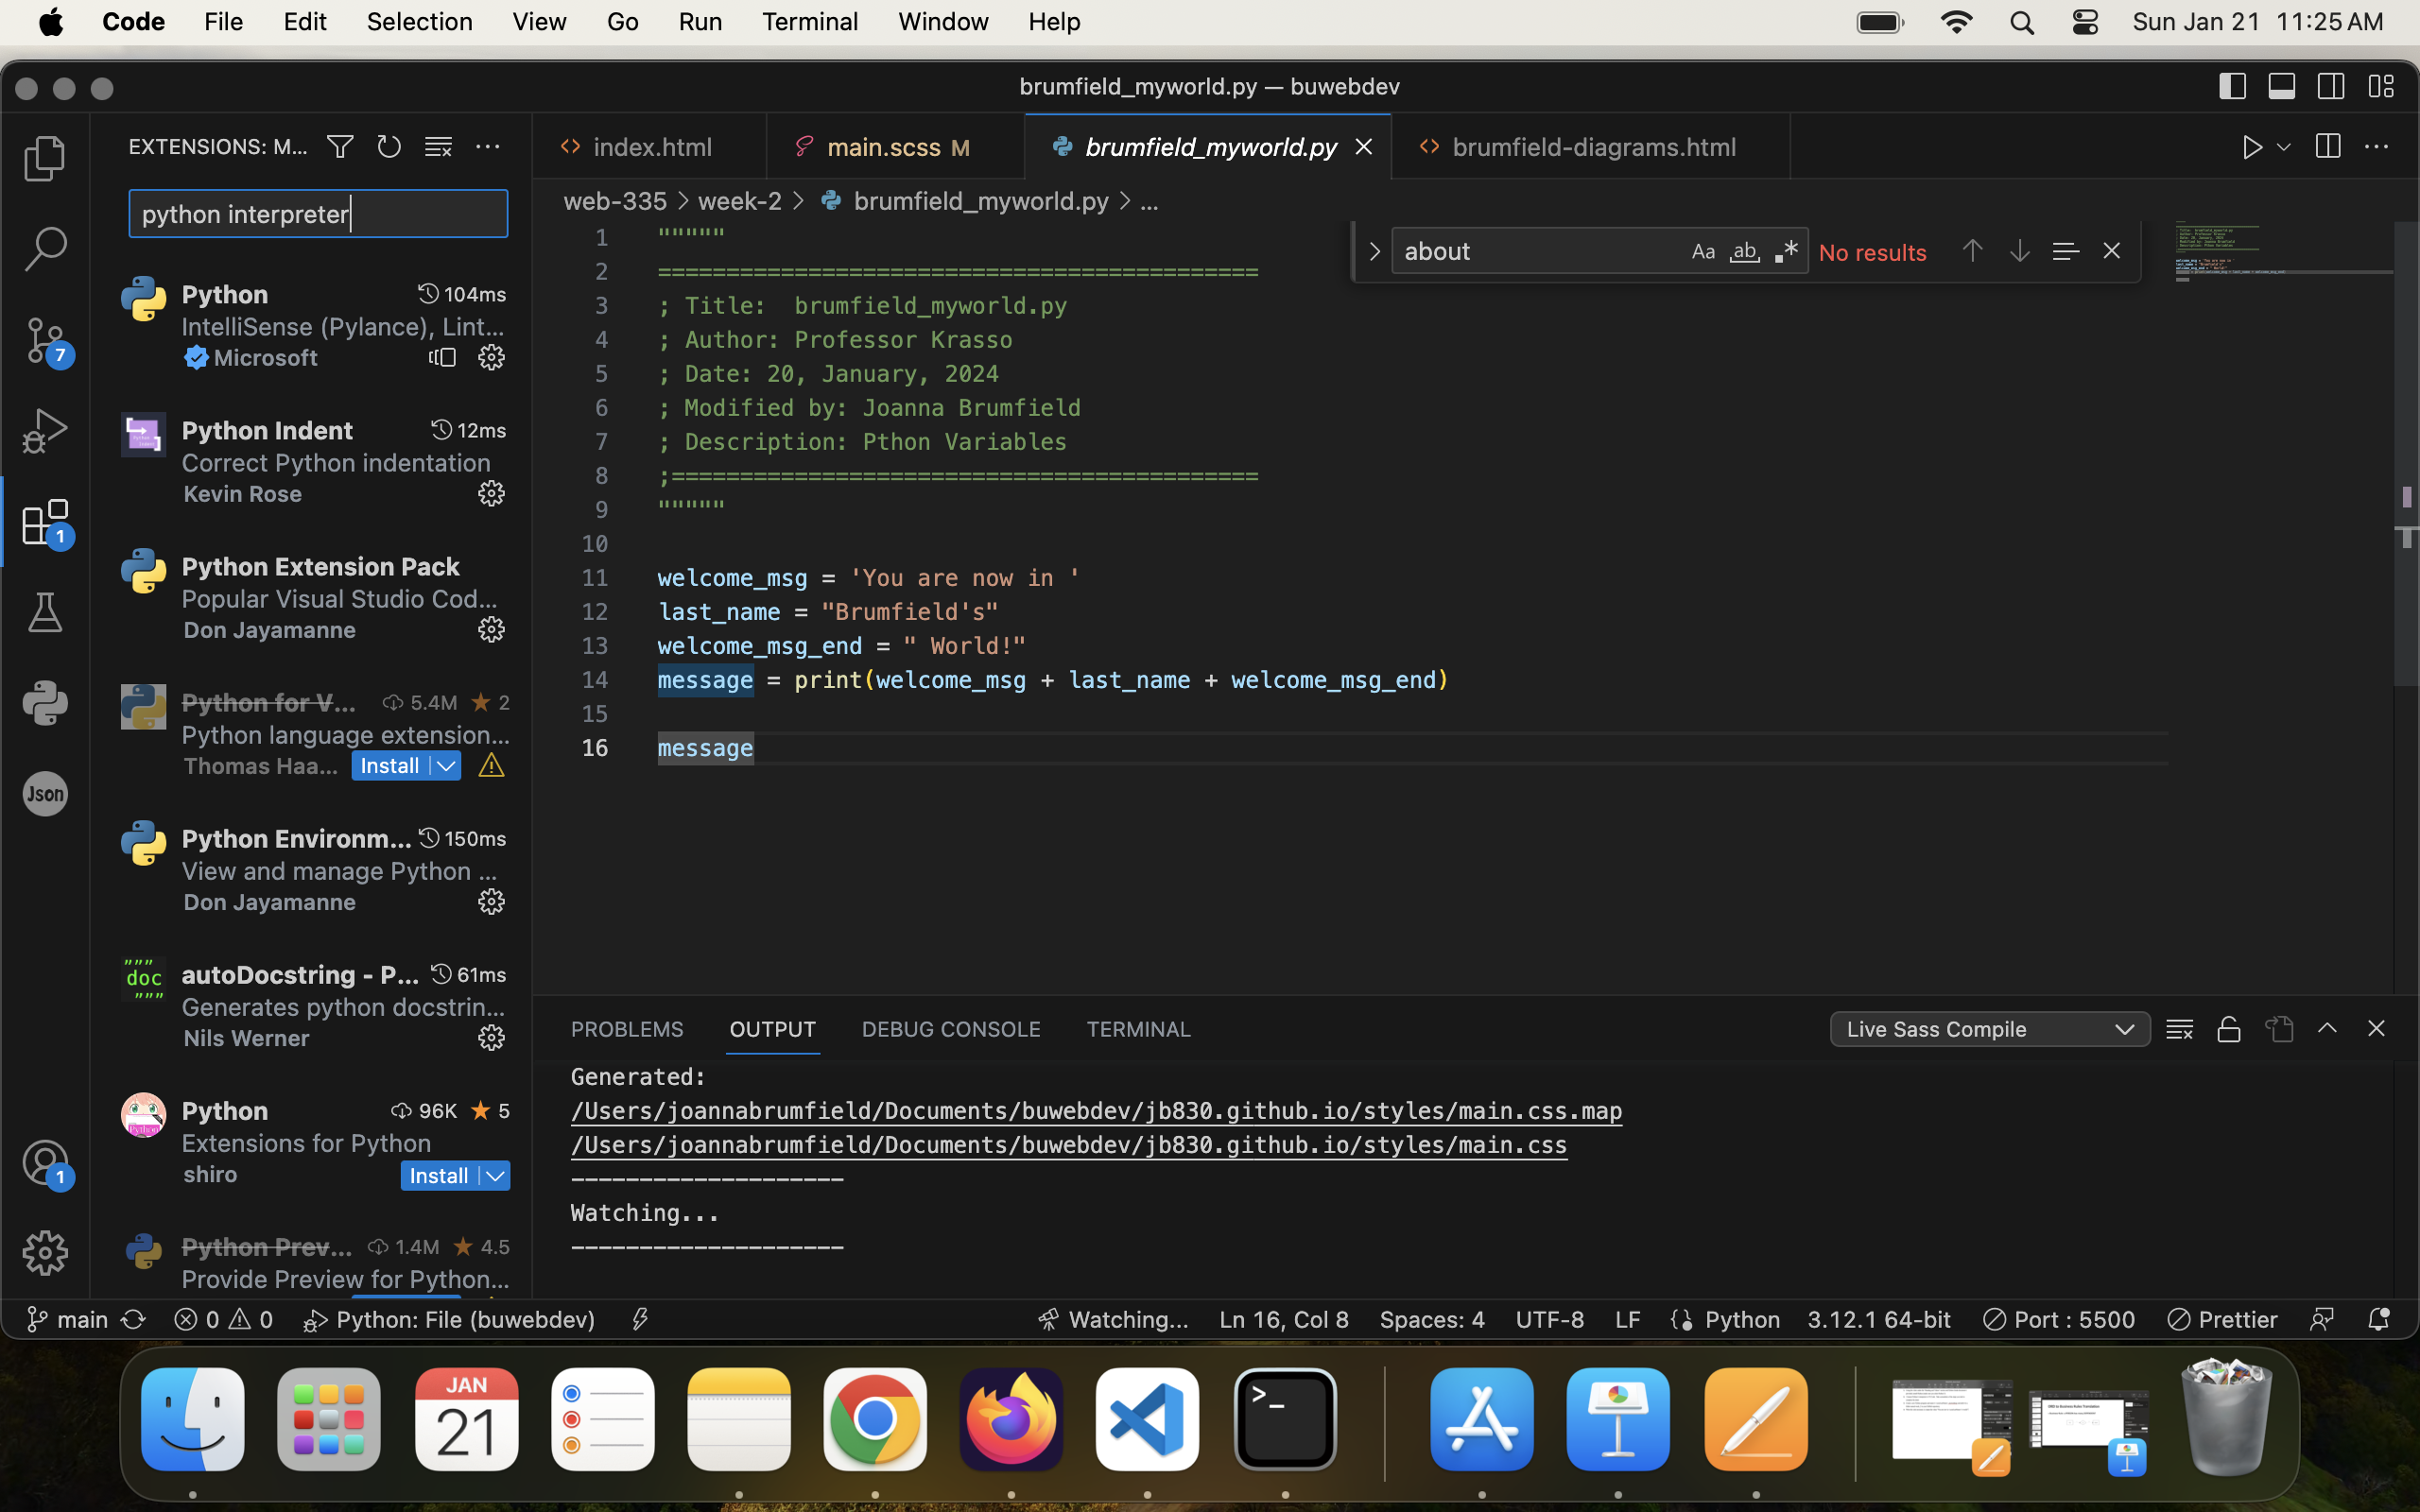 Code File Edit Selection View Go Run Terminal Window Help Sun Jan 21 11:25 AM
brumfield_myworld.py — buwebdev
EXTENSIONS: M...
index.html main.scss M brumfield_myworld.py brumfield-diagrams.html
python interpreter
web-335 > week-2 > brumfield_myworld.py > ...
about Aa ab No results
Python 104ms
IntelliSense (Pylance), Lint...
Microsoft
Python Indent 12ms
Correct Python indentation
Kevin Rose
Python Extension Pack
Popular Visual Studio Cod...
Don Jayamanne
Python for V... 5.4M 2
Python language extension...
Thomas Haa... Install
Python Environm... 150ms
View and manage Python ...
Don Jayamanne
autoDocstring - P... 61ms
Generates python docstrin...
Nils Werner
Python 96K 5
Extensions for Python
shiro Install
Python Prev... 1.4M 4.5
Provide Preview for Python...
7
1
Json
1
1 """""
2 ============================================
3 ; Title:  brumfield_myworld.py
4 ; Author: Professor Krasso
5 ; Date: 20, January, 2024
6 ; Modified by: Joanna Brumfield
7 ; Description: Pthon Variables
8 ;===========================================
9 """""
10
11 welcome_msg = 'You are now in '
12 last_name = "Brumfield's"
13 welcome_msg_end = " World!"
14 message = print(welcome_msg + last_name + welcome_msg_end)
15
16 message
PROBLEMS OUTPUT DEBUG CONSOLE TERMINAL Live Sass Compile
Generated:
/Users/joannabrumfield/Documents/buwebdev/jb830.github.io/styles/main.css.map
/Users/joannabrumfield/Documents/buwebdev/jb830.github.io/styles/main.css
--------------------
Watching...
--------------------
main 0 0 Python: File (buwebdev) Watching... Ln 16, Col 8 Spaces: 4 UTF-8 LF Python 3.12.1 64-bit Port : 5500 Prettier
JAN
21